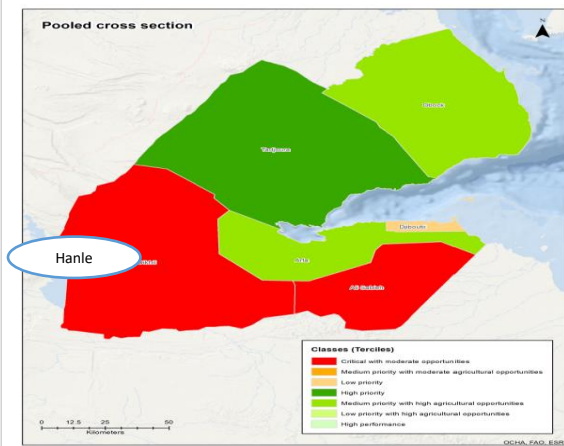 Pooled cross section
N
Obock
Tadjoura
Djibouti
Hanle
Arta
Ali Sabieh
Classes (Terciles)
Critical with moderate opportunities
Medium priority with moderate agricultural opportunities
Low priority
High priority
Medium priority with high agricultural opportunities
Low priority with high agricultural opportunities
High performance
0 12.5 25 50
Kilometers
OCHA, FAO, ESRI